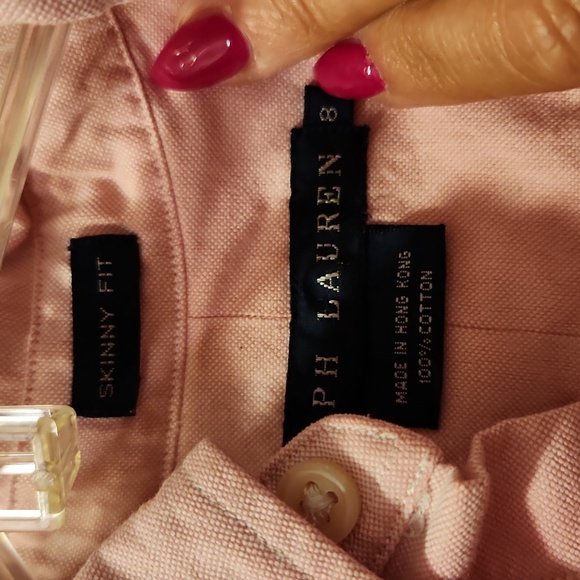 SKINNY FIT
PH LAUREN
8
MADE IN HONG KONG
100% COTTON